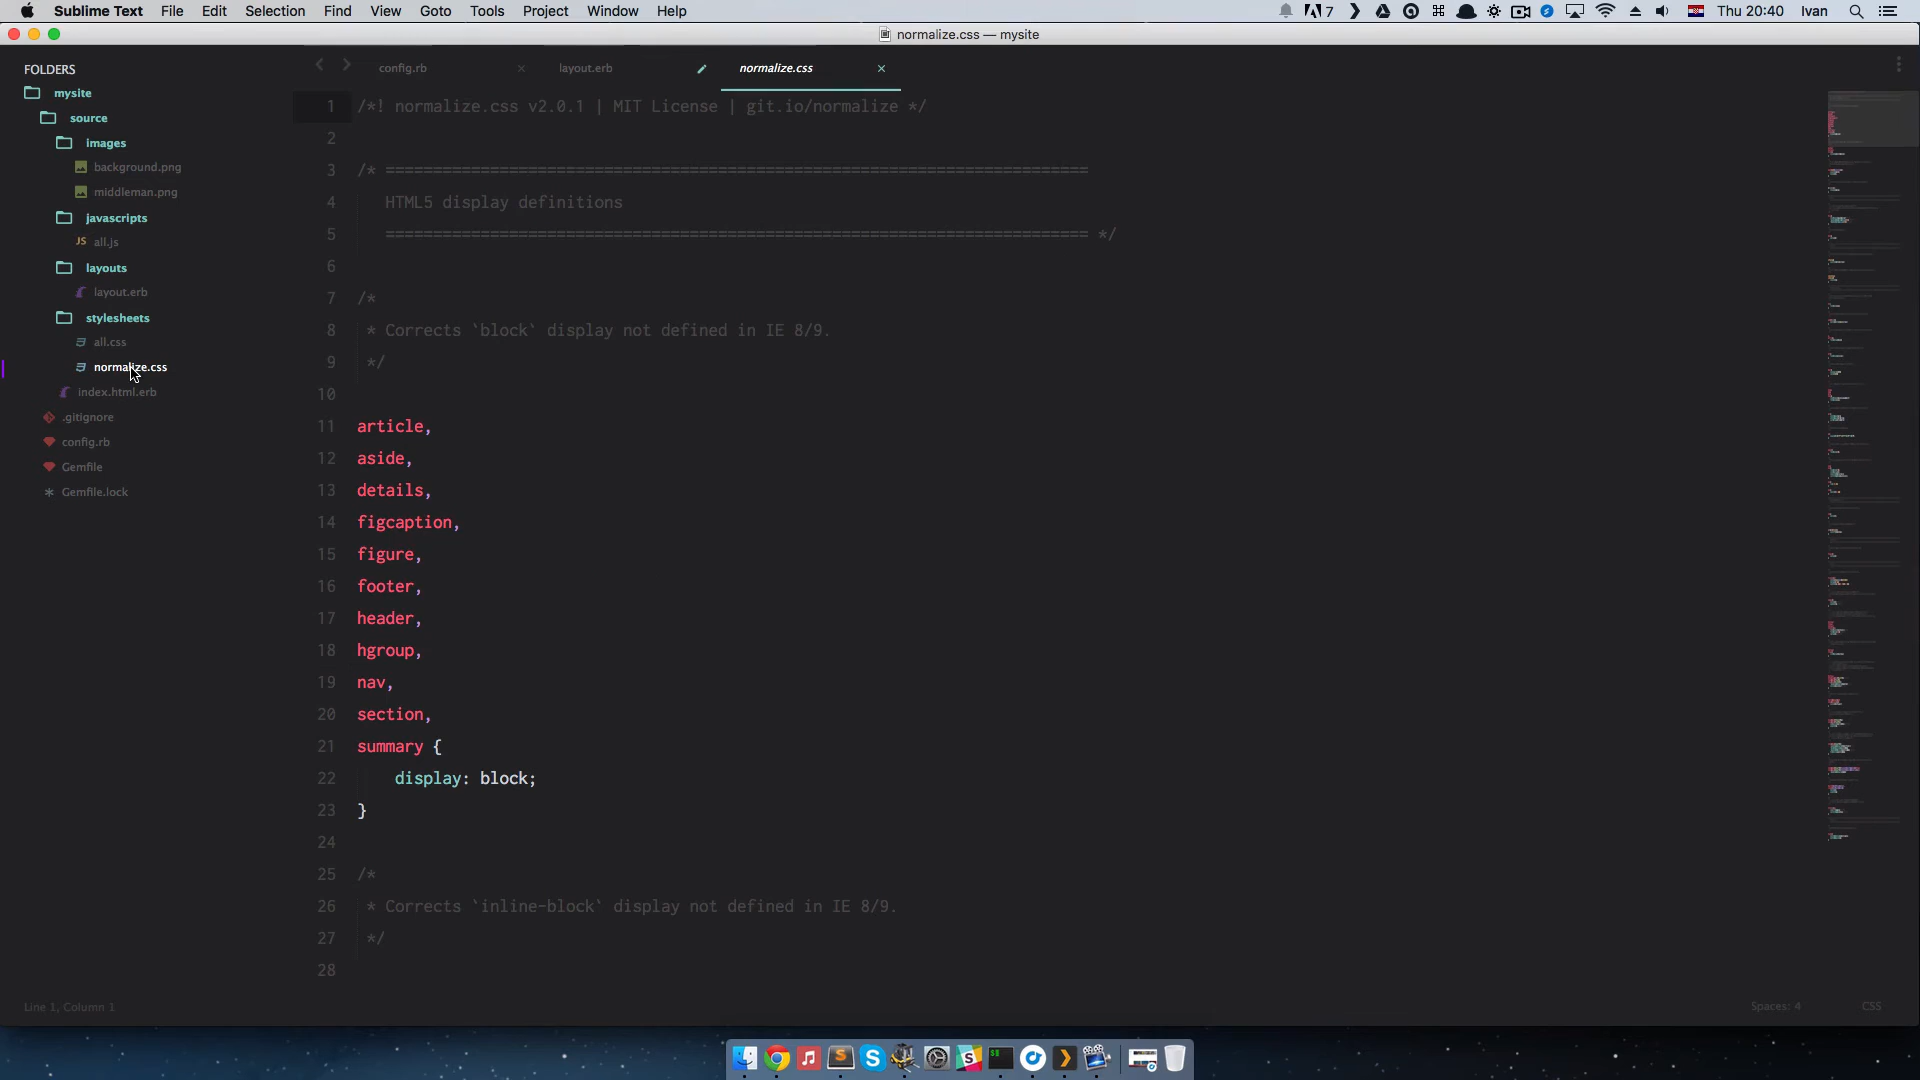 Sublime Text File Edit Selection Find View Goto Tools Project Window Help 7 Thu 20:40 Ivan
normalize.css — mysite
FOLDERS
mysite
source
images
background.png
middleman.png
javascripts
JS all.js
layouts
layout.erb
stylesheets
all.css
normalize.css
index.html.erb
.gitignore
config.rb
Gemfile
Gemfile.lock
config.rb × layout.erb normalize.css ×
1 /*! normalize.css v2.0.1 | MIT License | git.io/normalize */
2
3 /* ==========================================================================
4 HTML5 display definitions
5 ========================================================================== */
6
7 /*
8 * Corrects `block` display not defined in IE 8/9.
9 */
10
11 article,
12 aside,
13 details,
14 figcaption,
15 figure,
16 footer,
17 header,
18 hgroup,
19 nav,
20 section,
21 summary {
22 display: block;
23 }
24
25 /*
26 * Corrects `inline-block` display not defined in IE 8/9.
27 */
28
Line 1, Column 1 Spaces: 4 CSS